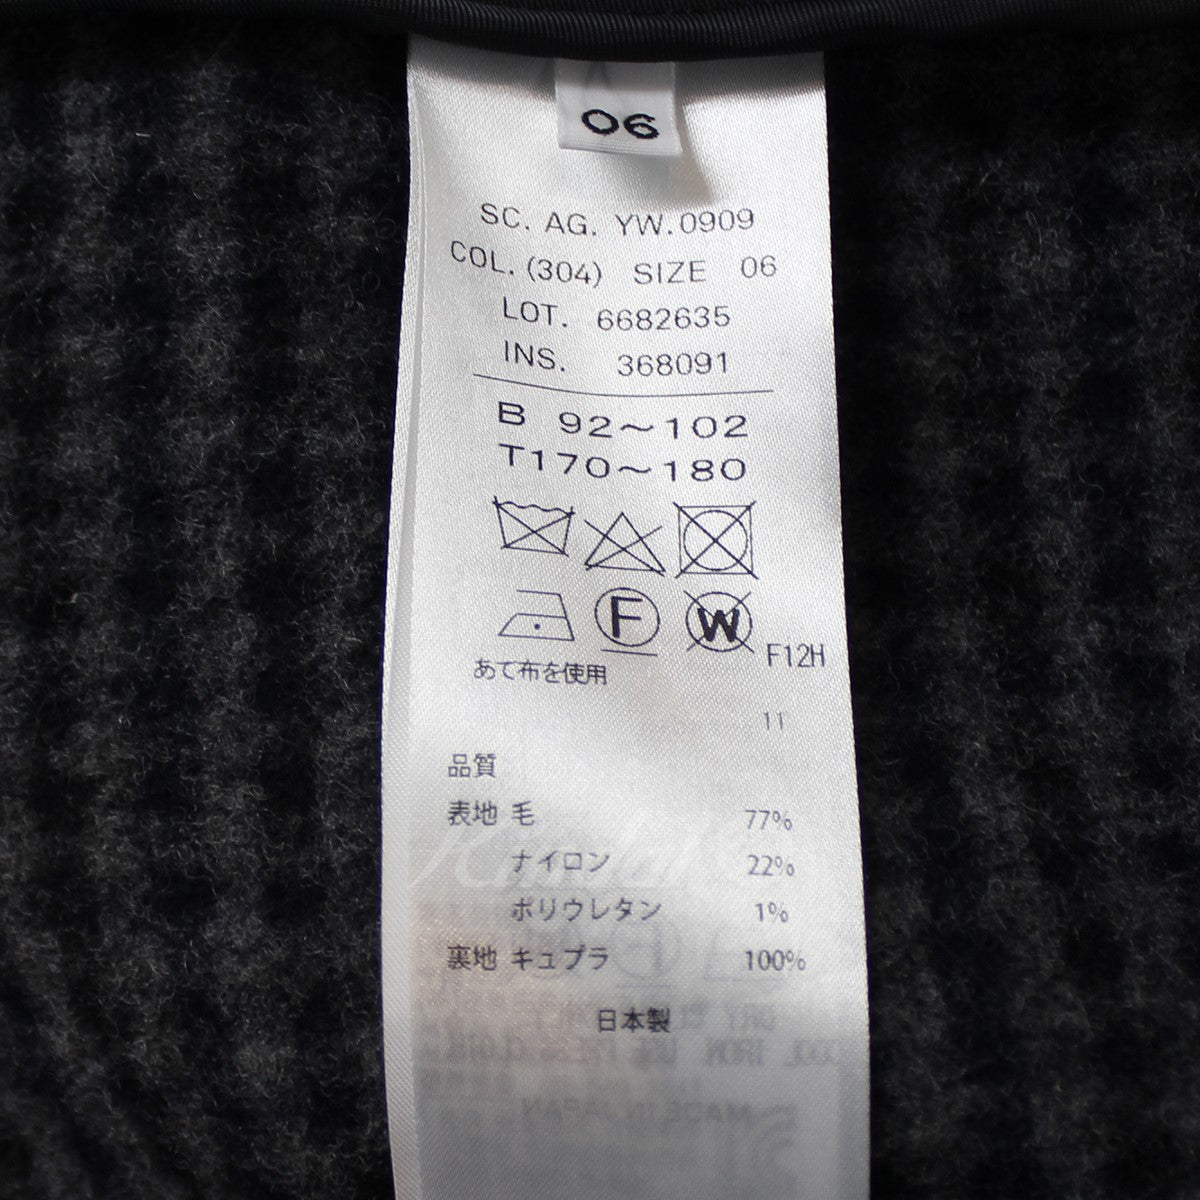 06
SC. AG. YW.0909
COL. (304) SIZE 06
LOT. 6682635
INS. 368091
B 92～102
T170～180
F W
F12H
あて布を使用
11
品質
表地 毛 77%
ナイロン 22%
ポリウレタン 1%
裏地 キュプラ 100%
日本製